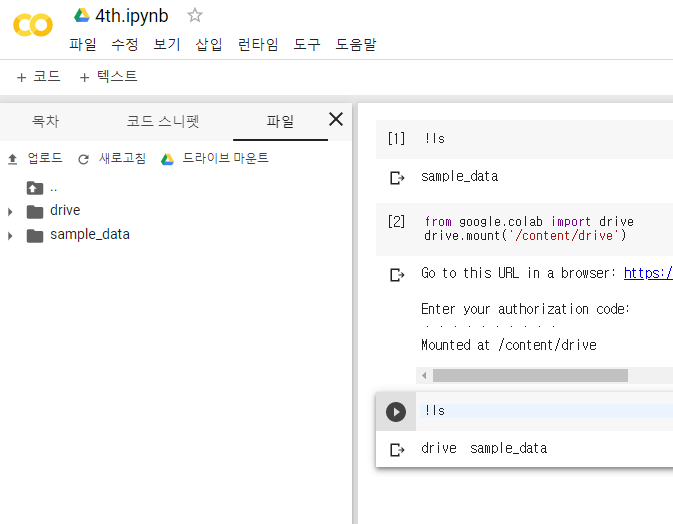 4th.ipynb
파일 수정 보기 삽입 런타임 도구 도움말
+ 코드 + 텍스트
목차 코드 스니펫 파일
업로드 새로고침 드라이브 마운트
..
drive
sample_data
[1] !ls
sample_data
[2] from google.colab import drive
drive.mount('/content/drive')
Go to this URL in a browser: https:/
Enter your authorization code:
··········
Mounted at /content/drive
!ls
drive sample_data